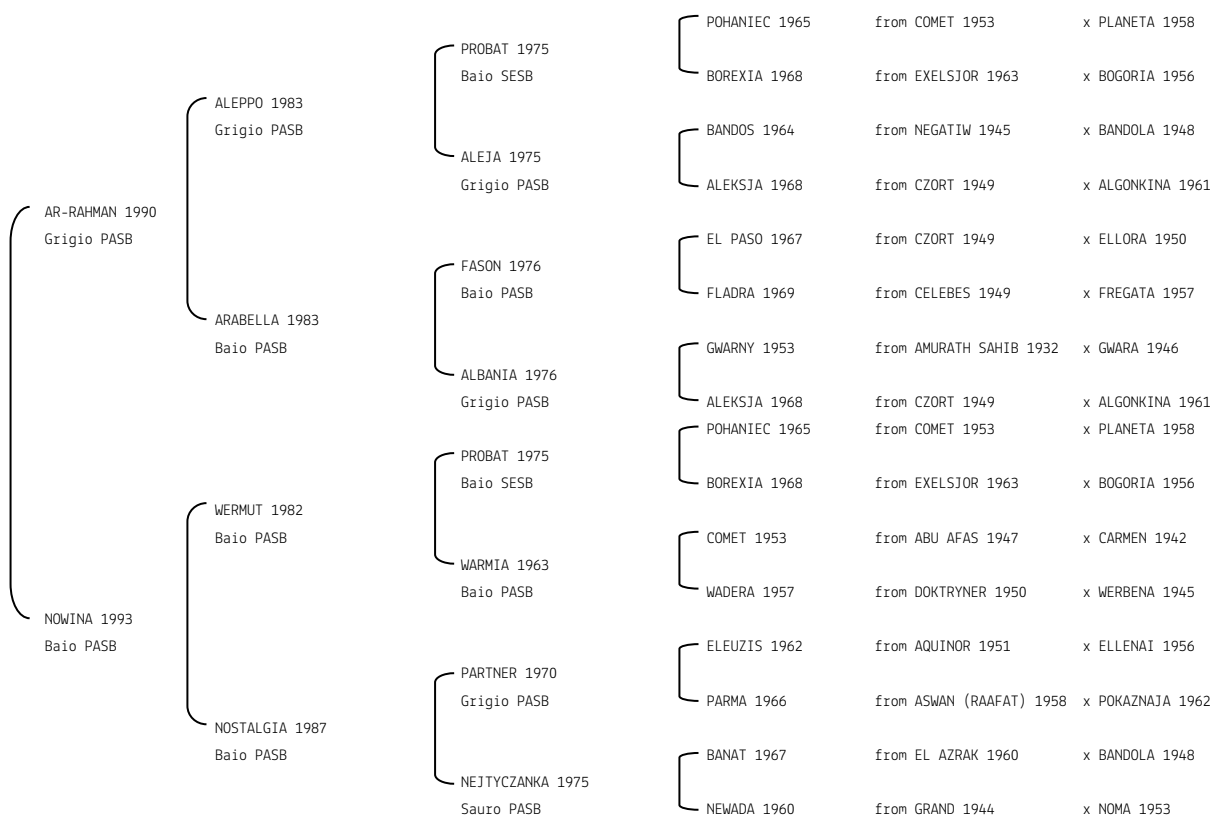 POHANIEC 1965 from COMET 1953 x PLANETA 1958
PROBAT 1975
Baio SESB BOREXIA 1968 from EXELSJOR 1963 x BOGORIA 1956
ALEPPO 1983
Grigio PASB BANDOS 1964 from NEGATIW 1945 x BANDOLA 1948
ALEJA 1975
Grigio PASB ALEKSJA 1968 from CZORT 1949 x ALGONKINA 1961
AR-RAHMAN 1990
Grigio PASB EL PASO 1967 from CZORT 1949 x ELLORA 1950
FASON 1976
Baio PASB FLADRA 1969 from CELEBES 1949 x FREGATA 1957
ARABELLA 1983
Baio PASB GWARNY 1953 from AMURATH SAHIB 1932 x GWARA 1946
ALBANIA 1976
Grigio PASB ALEKSJA 1968 from CZORT 1949 x ALGONKINA 1961
POHANIEC 1965 from COMET 1953 x PLANETA 1958
PROBAT 1975
Baio SESB BOREXIA 1968 from EXELSJOR 1963 x BOGORIA 1956
WERMUT 1982
Baio PASB COMET 1953 from ABU AFAS 1947 x CARMEN 1942
WARMIA 1963
Baio PASB WADERA 1957 from DOKTRYNER 1950 x WERBENA 1945
NOWINA 1993
Baio PASB ELEUZIS 1962 from AQUINOR 1951 x ELLENAI 1956
PARTNER 1970
Grigio PASB PARMA 1966 from ASWAN (RAAFAT) 1958 x POKAZNAJA 1962
NOSTALGIA 1987
Baio PASB BANAT 1967 from EL AZRAK 1960 x BANDOLA 1948
NEJTYCZANKA 1975
Sauro PASB NEWADA 1960 from GRAND 1944 x NOMA 1953